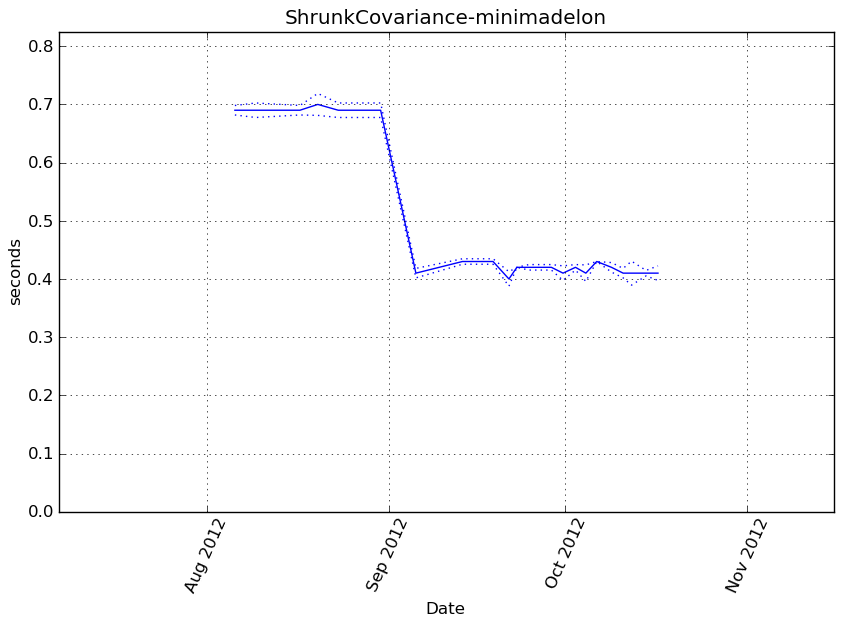 ShrunkCovariance-minimadelon
0.8
0.7
0.6
0.5
0.4
0.3
0.2
0.1
0.0
seconds
Aug 2012
Sep 2012
Oct 2012
Nov 2012
Date